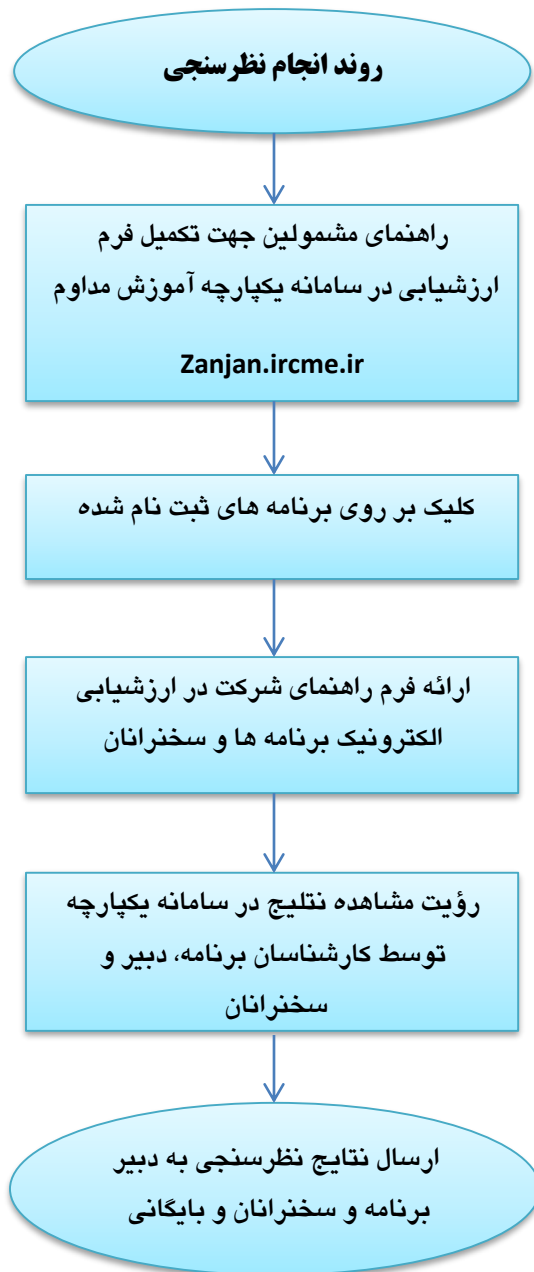 روند انجام نظرسنجی
راهنمای مشمولین جهت تکمیل فرم
ارزشیابی در سامانه یکپارچه آموزش مداوم
Zanjan.ircme.ir
کلیک بر روی برنامه های ثبت نام شده
ارائه فرم راهنمای شرکت در ارزشیابی
الکترونیک برنامه ها و سخنرانان
رؤیت مشاهده نتلیج در سامانه یکپارچه
توسط کارشناسان برنامه، دبیر و
سخنرانان
ارسال نتایج نظرسنجی به دبیر
برنامه و سخنرانان و بایگانی